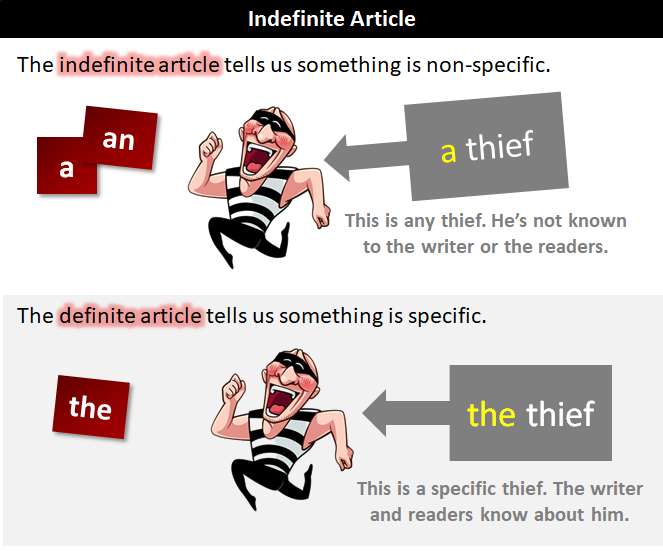 Indefinite Article
The indefinite article tells us something is non-specific.
an
a
a thief
This is any thief. He's not known
to the writer or the readers.
The definite article tells us something is specific.
the
the thief
This is a specific thief. The writer
and readers know about him.